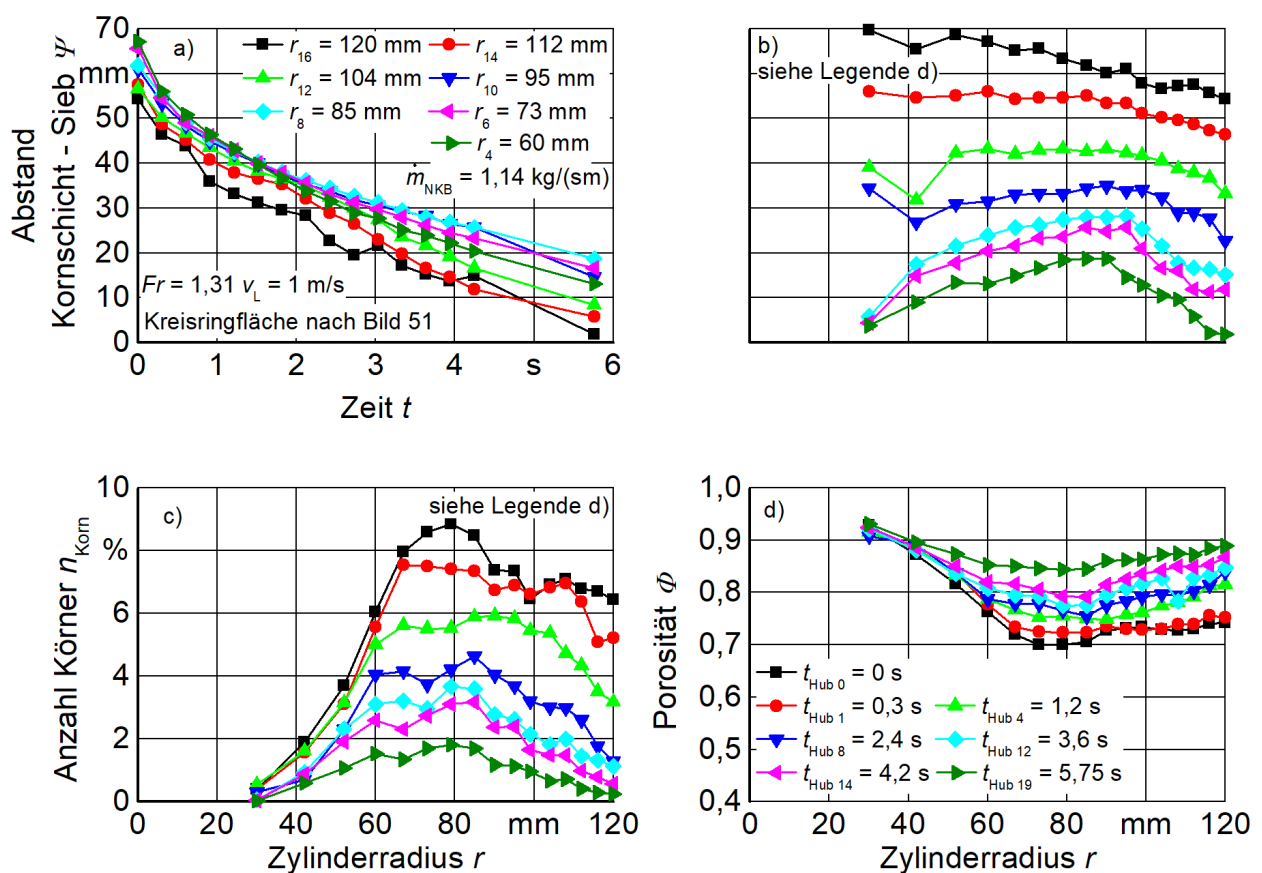 Abstand
Kornschicht - Sieb Ψ
70
mm
50
40
30
20
10
0
a)
r16 = 120 mm
r14 = 112 mm
r12 = 104 mm
r10 = 95 mm
r8 = 85 mm
r6 = 73 mm
r4 = 60 mm
ṁNKB = 1,14 kg/(sm)
Fr = 1,31 vL = 1 m/s
Kreisringfläche nach Bild 51
0 1 2 3 4 s 6
Zeit t
b)
siehe Legende d)
Anzahl Körner nKorn
10
%
6
4
2
0
c)
siehe Legende d)
0 20 40 60 80 mm 120
Zylinderradius r
Porosität Φ
1,0
0,9
0,8
0,7
0,6
0,5
0,4
d)
tHub 0 = 0 s
tHub 1 = 0,3 s
tHub 4 = 1,2 s
tHub 8 = 2,4 s
tHub 12 = 3,6 s
tHub 14 = 4,2 s
tHub 19 = 5,75 s
0 20 40 60 80 mm 120
Zylinderradius r